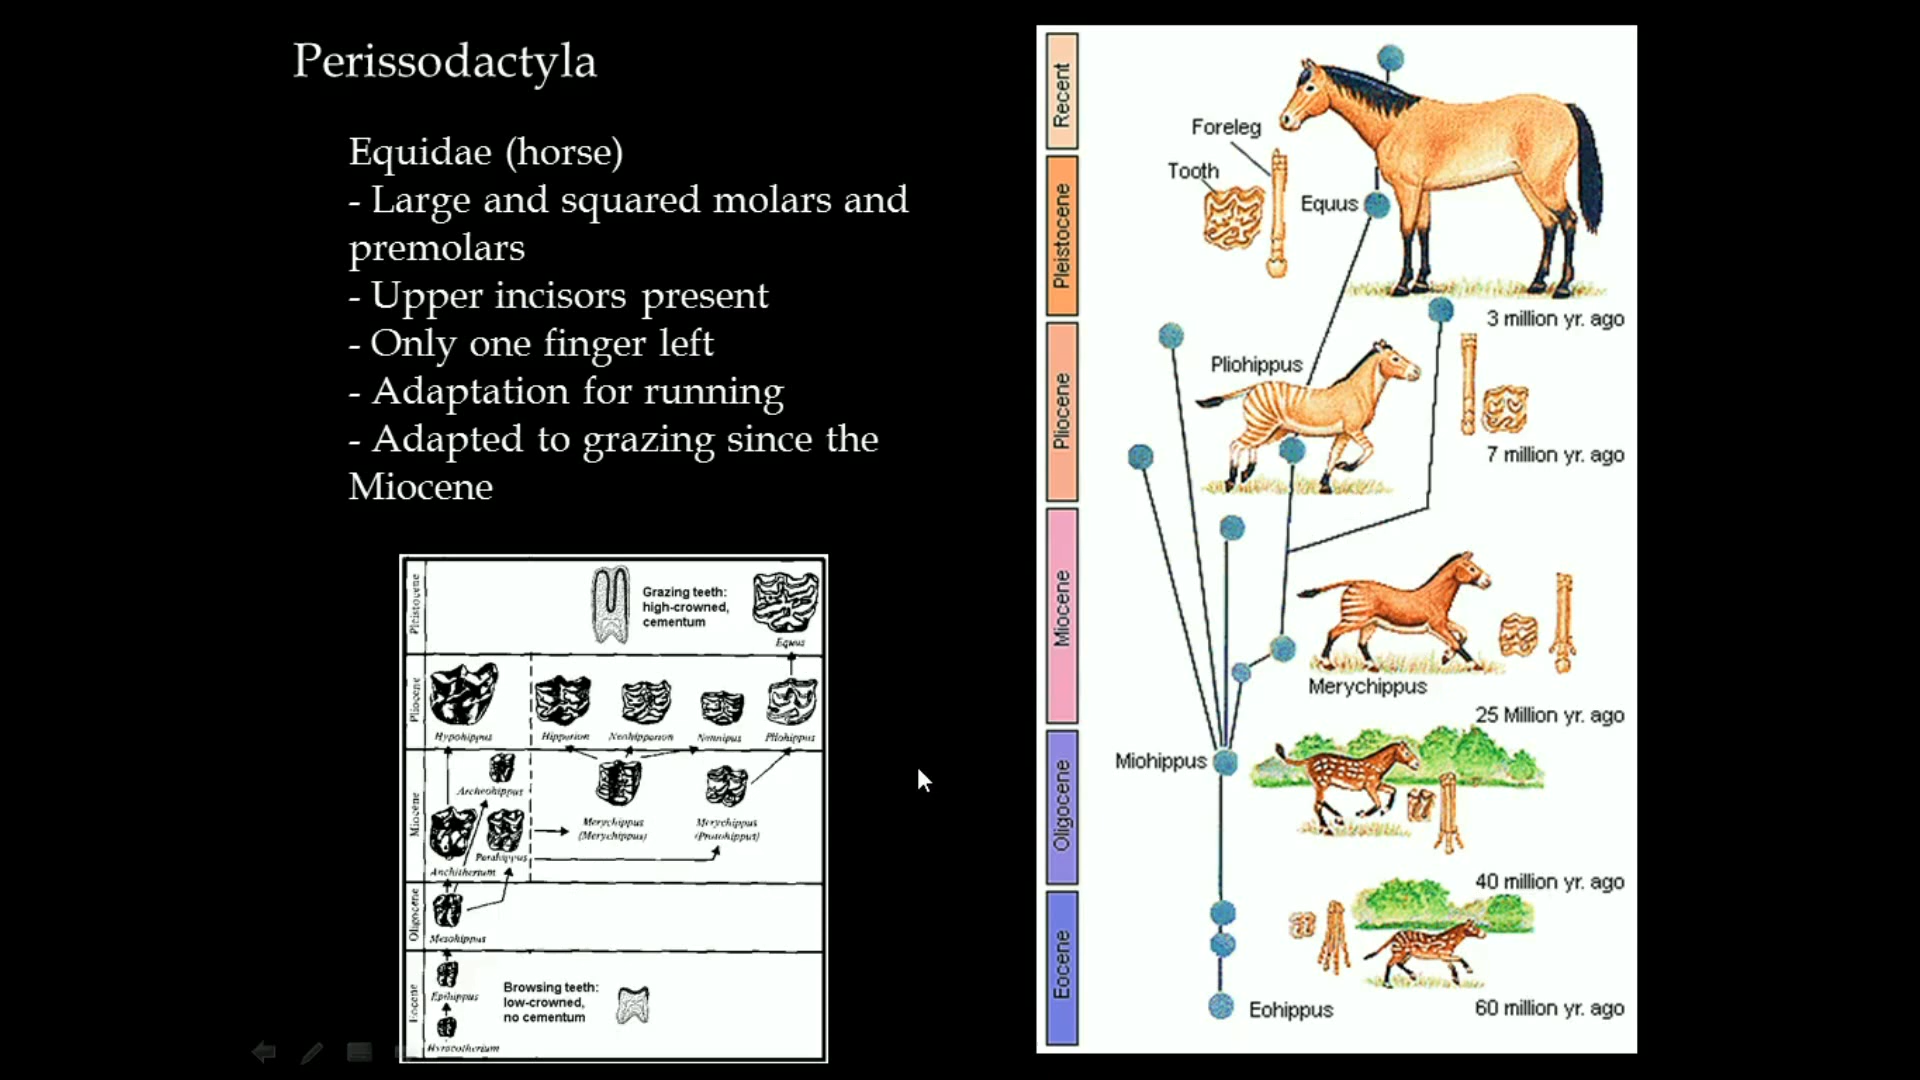 Perissodactyla
Equidae (horse)
- Large and squared molars and
premolars
- Upper incisors present
- Only one finger left
- Adaptation for running
- Adapted to grazing since the
Miocene
Pleistocene
Grazing teeth:
high-crowned,
cementum
Equus
Pliocene
Hypohippus
Hipparion
Neohipparion
Nannipus
Pliohippus
Miocene
Archeohippus
Merychippus
(Merychippus)
Merychippus
(Protohippus)
Parahippus
Anchitherium
Oligocene
Mesohippus
Eocene
Epihippus
Browsing teeth:
low-crowned,
no cementum
Hyracotherium
Recent
Foreleg
Tooth
Pleistocene
Equus
3 million yr. ago
Pliocene
Pliohippus
7 million yr. ago
Miocene
Merychippus
25 Million yr. ago
Oligocene
Miohippus
40 million yr. ago
Eocene
Eohippus
60 million yr. ago